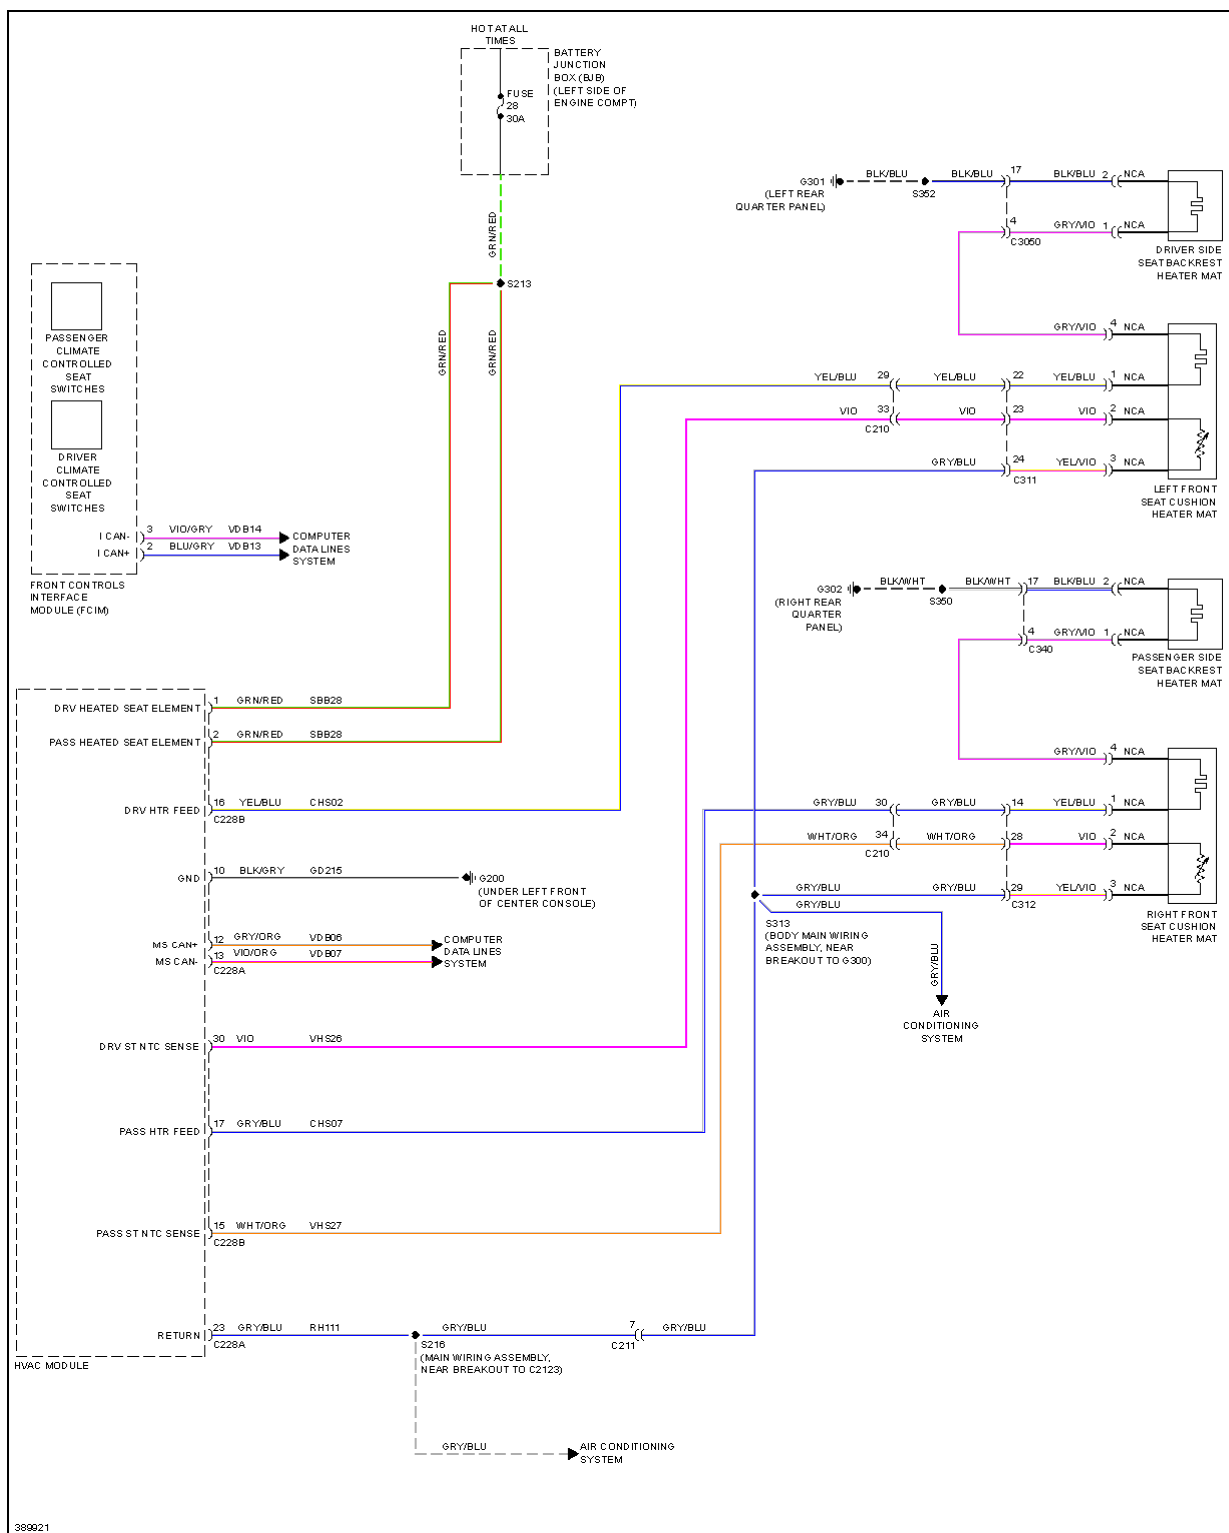 HOT AT ALL
TIMES
BATTERY
JUNCTION
BOX (BJB)
(LEFT SIDE OF
ENGINE COMPT)
FUSE
28
30A
GRN/RED
S213
GRN/RED
GRN/RED
G301
(LEFT REAR
QUARTER PANEL)
BLK/BLU
S352
BLK/BLU
17
BLK/BLU
2
NCA
4
C3050
GRY/VIO
1
NCA
DRIVER SIDE
SEAT BACKREST
HEATER MAT
GRY/VIO
4
NCA
YEL/BLU
29
YEL/BLU
22
YEL/BLU
1
NCA
VIO
33
VIO
23
VIO
2
NCA
C210
GRY/BLU
24
YEL/VIO
3
NCA
C311
LEFT FRONT
SEAT CUSHION
HEATER MAT
PASSENGER
CLIMATE
CONTROLLED
SEAT
SWITCHES
DRIVER
CLIMATE
CONTROLLED
SEAT
SWITCHES
I CAN-
3
VIO/GRY
VDB14
I CAN+
2
BLU/GRY
VDB13
COMPUTER
DATA LINES
SYSTEM
FRONT CONTROLS
INTERFACE
MODULE (FCIM)
G302
(RIGHT REAR
QUARTER
PANEL)
BLK/WHT
S350
BLK/WHT
17
BLK/BLU
2
NCA
4
C340
GRY/VIO
1
NCA
PASSENGER SIDE
SEAT BACKREST
HEATER MAT
GRY/VIO
4
NCA
GRY/BLU
30
GRY/BLU
14
YEL/BLU
1
NCA
WHT/ORG
34
WHT/ORG
28
VIO
2
NCA
C210
GRY/BLU
GRY/BLU
29
YEL/VIO
3
NCA
C312
GRY/BLU
RIGHT FRONT
SEAT CUSHION
HEATER MAT
S313
(BODY MAIN WIRING
ASSEMBLY, NEAR
BREAKOUT TO G300)
GRY/BLU
AIR
CONDITIONING
SYSTEM
DRV HEATED SEAT ELEMENT
1
GRN/RED
SBB28
PASS HEATED SEAT ELEMENT
2
GRN/RED
SBB28
DRV HTR FEED
16
YEL/BLU
CHS02
C228B
GND
10
BLK/GRY
GD215
G200
(UNDER LEFT FRONT
OF CENTER CONSOLE)
MS CAN+
12
GRY/ORG
VDB06
MS CAN-
13
VIO/ORG
VDB07
C228A
COMPUTER
DATA LINES
SYSTEM
DRV ST NTC SENSE
30
VIO
VHS26
PASS HTR FEED
17
GRY/BLU
CHS07
PASS ST NTC SENSE
15
WHT/ORG
VHS27
C228B
RETURN
23
GRY/BLU
RH111
C228A
GRY/BLU
7
GRY/BLU
C211
S216
(MAIN WIRING ASSEMBLY,
NEAR BREAKOUT TO C2123)
HVAC MODULE
GRY/BLU
AIR CONDITIONING
SYSTEM
389921